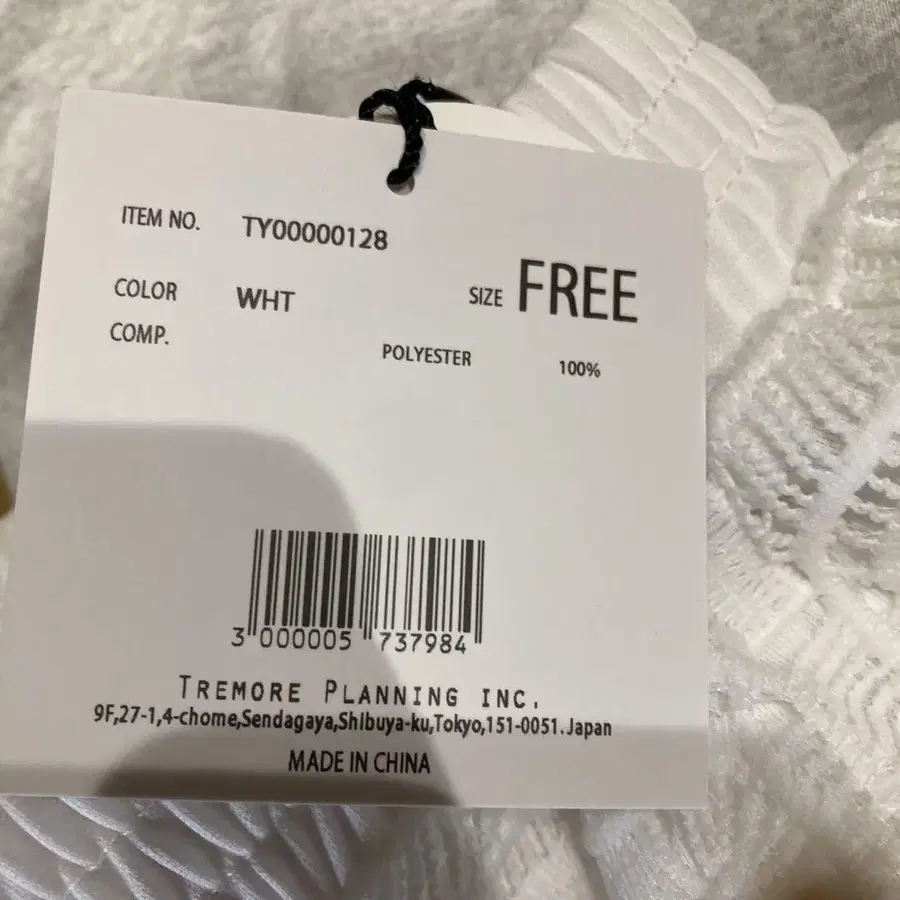 ITEM NO. TY00000128
COLOR WHT SIZE FREE
COMP. POLYESTER 100%
3 000005 737984
TREMORE PLANNING INC.
9F,27-1,4-chome,Sendagaya,Shibuya-ku,Tokyo,151-0051.Japan
MADE IN CHINA